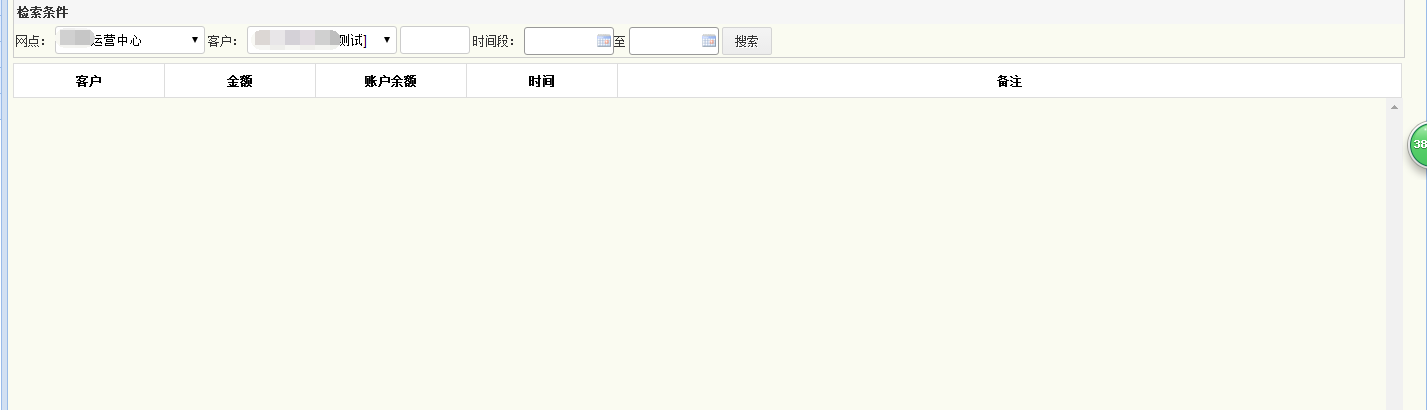 检索条件
网点： 运营中心 客户： 测试] 时间段： 至 搜索
客户 金额 账户余额 时间 备注
38